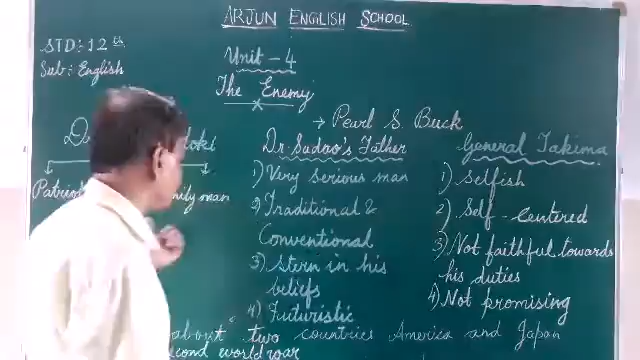 ARJUN ENGLISH SCHOOL
STD:- 12th
Sub:- English
Unit - 4
The Enemy
→ Pearl S. Buck
Family man
Dr. Sadao's Father
1) Very serious man
2) Traditional &
Conventional
3) Stern in his
beliefs
4) Futuristic
General Takima
1) Selfish
2) Self-centered
3) Not faithful towards
his duties
4) Not promising
about two countries America and Japan
second world war